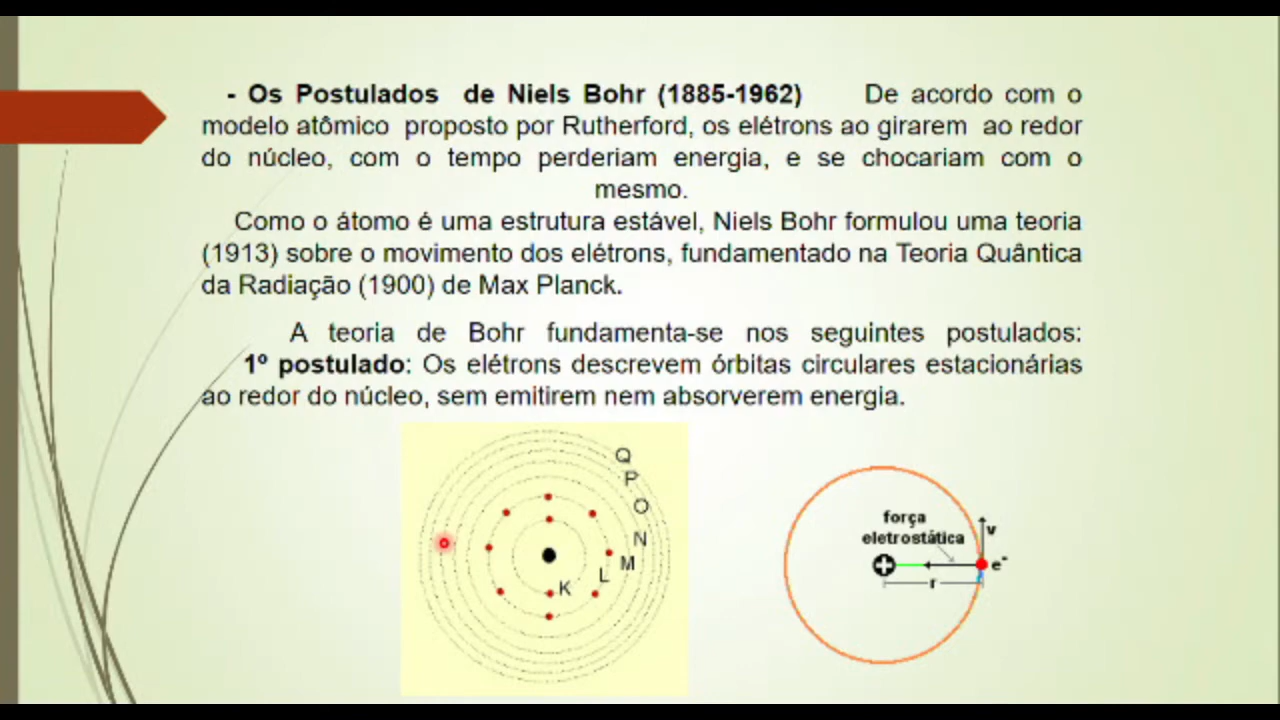 - Os Postulados de Niels Bohr (1885-1962) De acordo com o
modelo atômico proposto por Rutherford, os elétrons ao girarem ao redor
do núcleo, com o tempo perderiam energia, e se chocariam com o
mesmo.
Como o átomo é uma estrutura estável, Niels Bohr formulou uma teoria
(1913) sobre o movimento dos elétrons, fundamentado na Teoria Quântica
da Radiação (1900) de Max Planck.
A teoria de Bohr fundamenta-se nos seguintes postulados:
1º postulado: Os elétrons descrevem órbitas circulares estacionárias
ao redor do núcleo, sem emitirem nem absorverem energia.
Q
P
O
N
M
L
K
força
eletrostática
v
e-
r